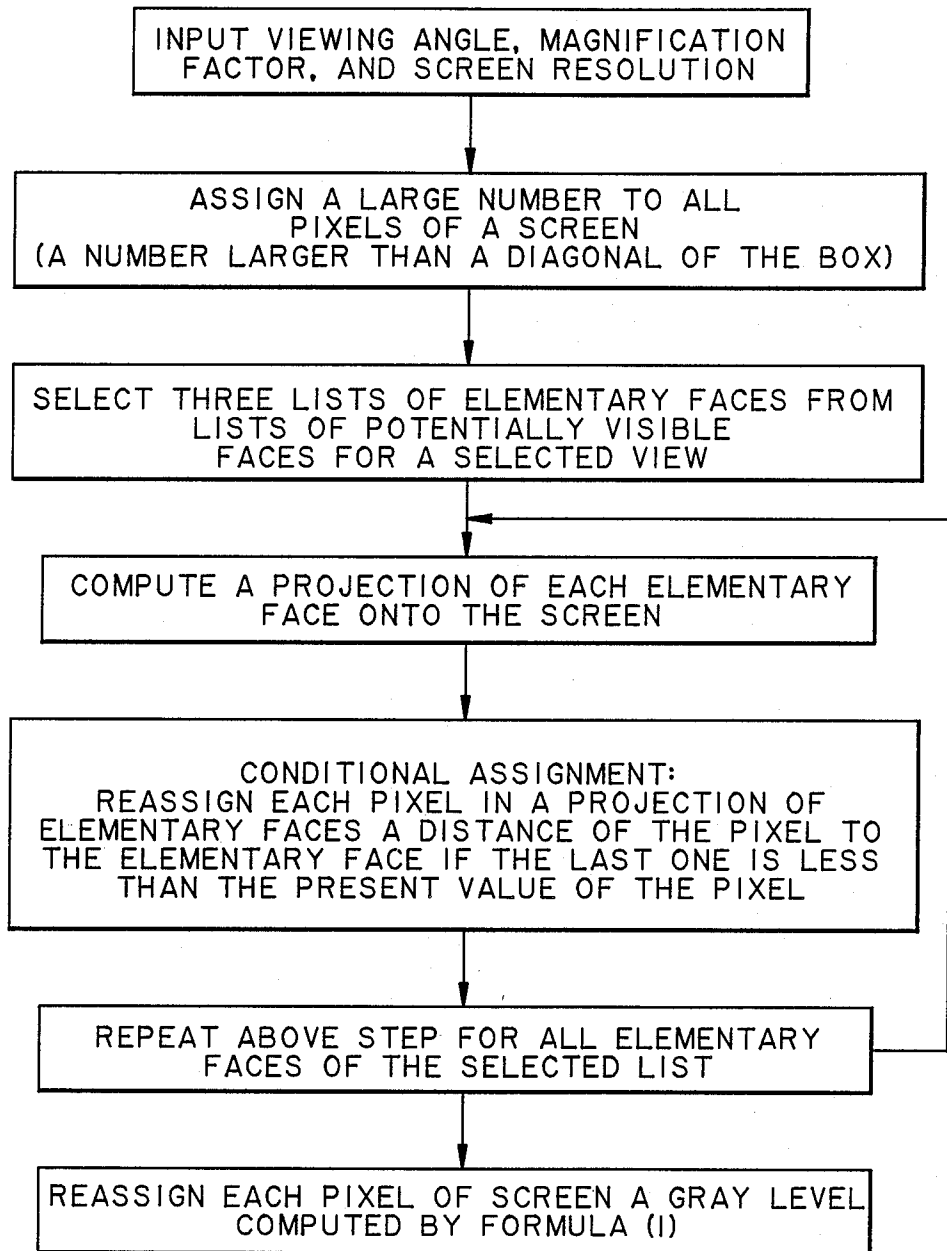 INPUT VIEWING ANGLE, MAGNIFICATION
FACTOR, AND SCREEN RESOLUTION
ASSIGN A LARGE NUMBER TO ALL
PIXELS OF A SCREEN
(A NUMBER LARGER THAN A DIAGONAL OF THE BOX)
SELECT THREE LISTS OF ELEMENTARY FACES FROM
LISTS OF POTENTIALLY VISIBLE
FACES FOR A SELECTED VIEW
COMPUTE A PROJECTION OF EACH ELEMENTARY
FACE ONTO THE SCREEN
CONDITIONAL ASSIGNMENT:
REASSIGN EACH PIXEL IN A PROJECTION OF
ELEMENTARY FACES A DISTANCE OF THE PIXEL TO
THE ELEMENTARY FACE IF THE LAST ONE IS LESS
THAN THE PRESENT VALUE OF THE PIXEL
REPEAT ABOVE STEP FOR ALL ELEMENTARY
FACES OF THE SELECTED LIST
REASSIGN EACH PIXEL OF SCREEN A GRAY LEVEL
COMPUTED BY FORMULA (1)